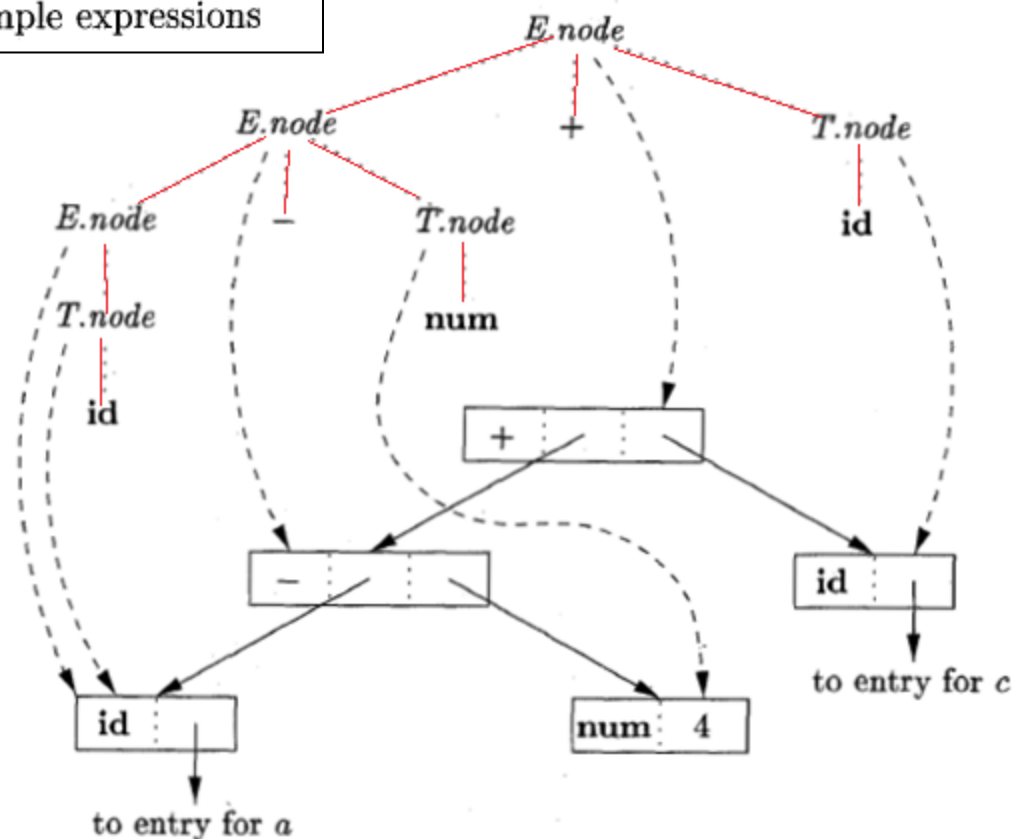 mple expressions
E.node
E.node + T.node
E.node − T.node id
T.node num
id
+
− id
to entry for c
id num 4
to entry for a